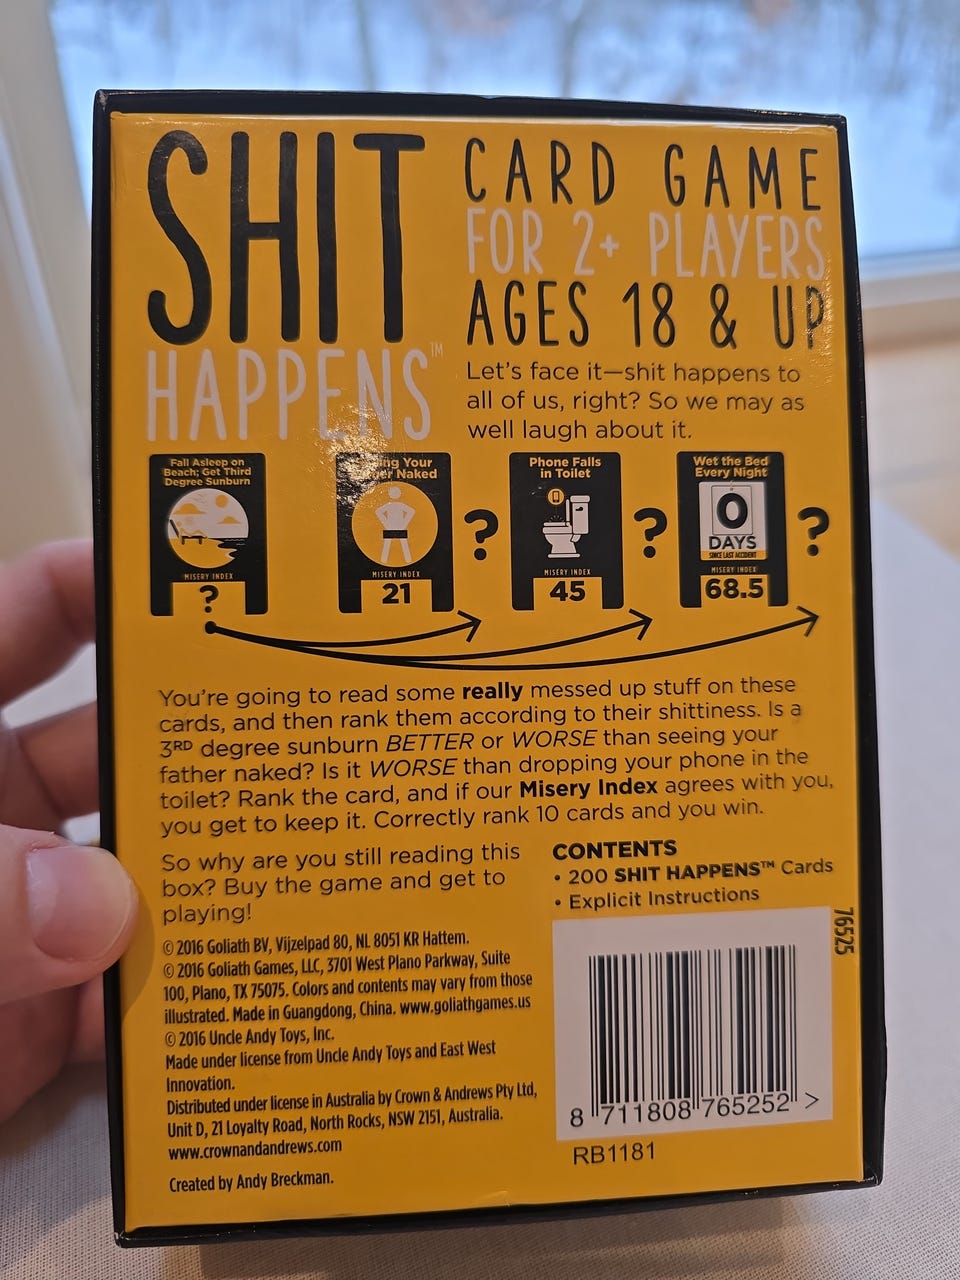 SHIT
HAPPENS™
CARD GAME
FOR 2+ PLAYERS
AGES 18 & UP
Let's face it—shit happens to
all of us, right? So we may as
well laugh about it.
Fall Asleep on
Beach; Get Third
Degree Sunburn
MISERY INDEX
?
Your
Naked
MISERY INDEX
21
?
Phone Falls
in Toilet
MISERY INDEX
45
?
Wet the Bed
Every Night
0
DAYS
SINCE LAST ACCIDENT
MISERY INDEX
68.5
?
You're going to read some really messed up stuff on these
cards, and then rank them according to their shittiness. Is a
3RD degree sunburn BETTER or WORSE than seeing your
father naked? Is it WORSE than dropping your phone in the
toilet? Rank the card, and if our Misery Index agrees with you,
you get to keep it. Correctly rank 10 cards and you win.
So why are you still reading this
box? Buy the game and get to
playing!
CONTENTS
• 200 SHIT HAPPENS™ Cards
• Explicit Instructions
© 2016 Goliath BV, Vijzelpad 80, NL 8051 KR Hattem.
© 2016 Goliath Games, LLC, 3701 West Plano Parkway, Suite
100, Plano, TX 75075. Colors and contents may vary from those
illustrated. Made in Guangdong, China. www.goliathgames.us
© 2016 Uncle Andy Toys, Inc.
Made under license from Uncle Andy Toys and East West
Innovation.
Distributed under license in Australia by Crown & Andrews Pty Ltd,
Unit D, 21 Loyalty Road, North Rocks, NSW 2151, Australia.
www.crownandandrews.com
Created by Andy Breckman.
76525
8 711808 765252 >
RB1181